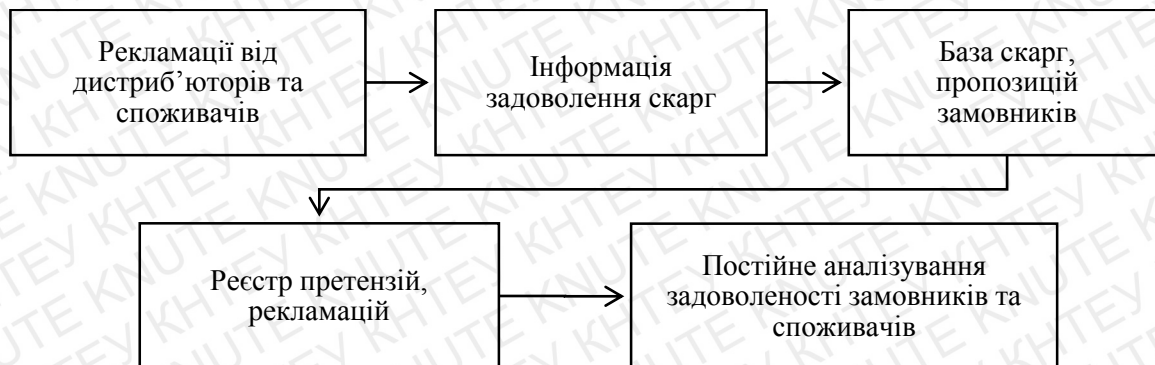 Рекламації від
дистриб’юторів та
споживачів
Інформація
задоволення скарг
База скарг,
пропозицій
замовників
Реєстр претензій,
рекламацій
Постійне аналізування
задоволеності замовників та
споживачів